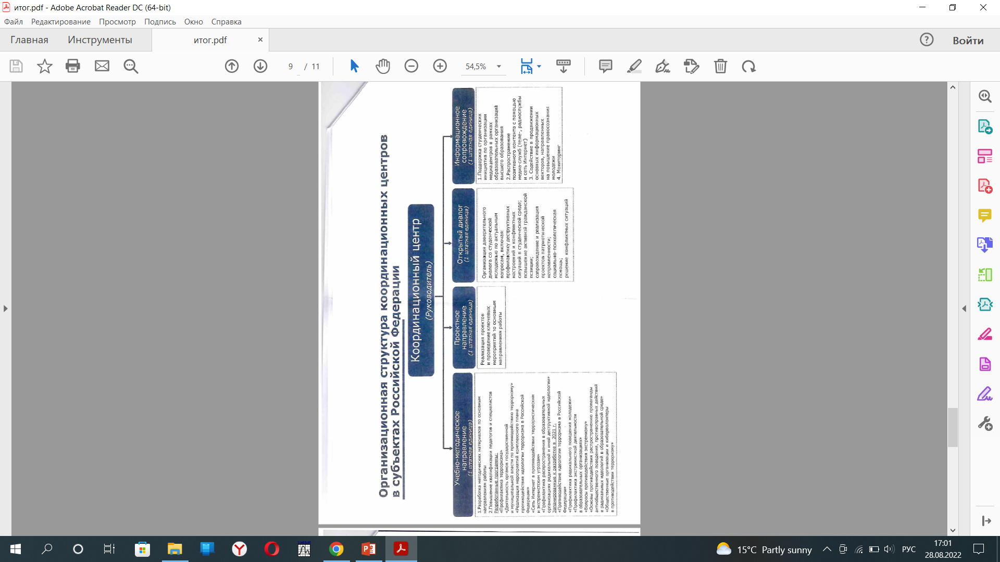 итог.pdf - Adobe Acrobat Reader DC (64-bit)
Файл Редактирование Просмотр Подпись Окно Справка
Главная Инструменты итог.pdf Войти
9 / 11 54,5%
Организационная структура координационных центров
в субъектах Российской Федерации
Координационный центр
(Руководитель)
Учебно-методическое
направление
(1 штатная единица)
1.Разработка методических материалов по основным
направлениям работы
2.Повышение квалификации педагогов и специалистов
Разработанные программы:
«Профилактика терроризма»
«Деятельность органов государственной
и муниципальной власти по противодействию терроризму»
«Реализация мероприятий комплексного плана
противодействия идеологии терроризма в Российской
Федерации»
«Сеть Интернет в противодействии террористическим
и экстремистским угрозам»
«Профилактика распространения в образовательных
организациях радикальной и иной деструктивной идеологии»
Запланированные к разработке в 2021 г.
«Противодействие идеологии терроризма в Российской
Федерации»
«Профилактика радикального поведения молодежи»
«Профилактика экстремисткой деятельности
в образовательных организациях»
«Вопросы противодействия экстремизму»
«Основы противодействия распространению пропаганды
антиобщественного поведения, противоправных действий
и радикальных идеологий в образовательной среде»
«Общественные организации и киберволонтеры
в противодействии терроризму»
Проектное
направление
(1 штатная единица)
Реализация проектов
и проведение ключевых
мероприятий по основным
направлениям работы
Открытый диалог
(1 штатная единица)
Организация доверительного
диалога со студенческой
молодежью по актуальным
вопросам, включая:
профилактику деструктивных
настроений и конфликтных
ситуаций в студенческой среде;
повышение активной гражданской
позиции;
сопровождение и реализация
проектов патриотической
направленности;
социально-психологическая
помощь;
решение конфликтных ситуаций
Информационное
сопровождение
(1 штатная единица)
1.Поддержка студенческих
инициатив по организации
медиацентров в рамках
образовательных организаций
высшего образования
2.Распространение
позитивного контента с помощью
медиа-служб (теле-, радиослужбы
и сеть Интернет)
3. Содействие в продвижении
основных информационных
векторов, направленных
на повышение правосознания
молодежи
4. Мониторинг
15°C Partly sunny РУС 17:01
28.08.2022